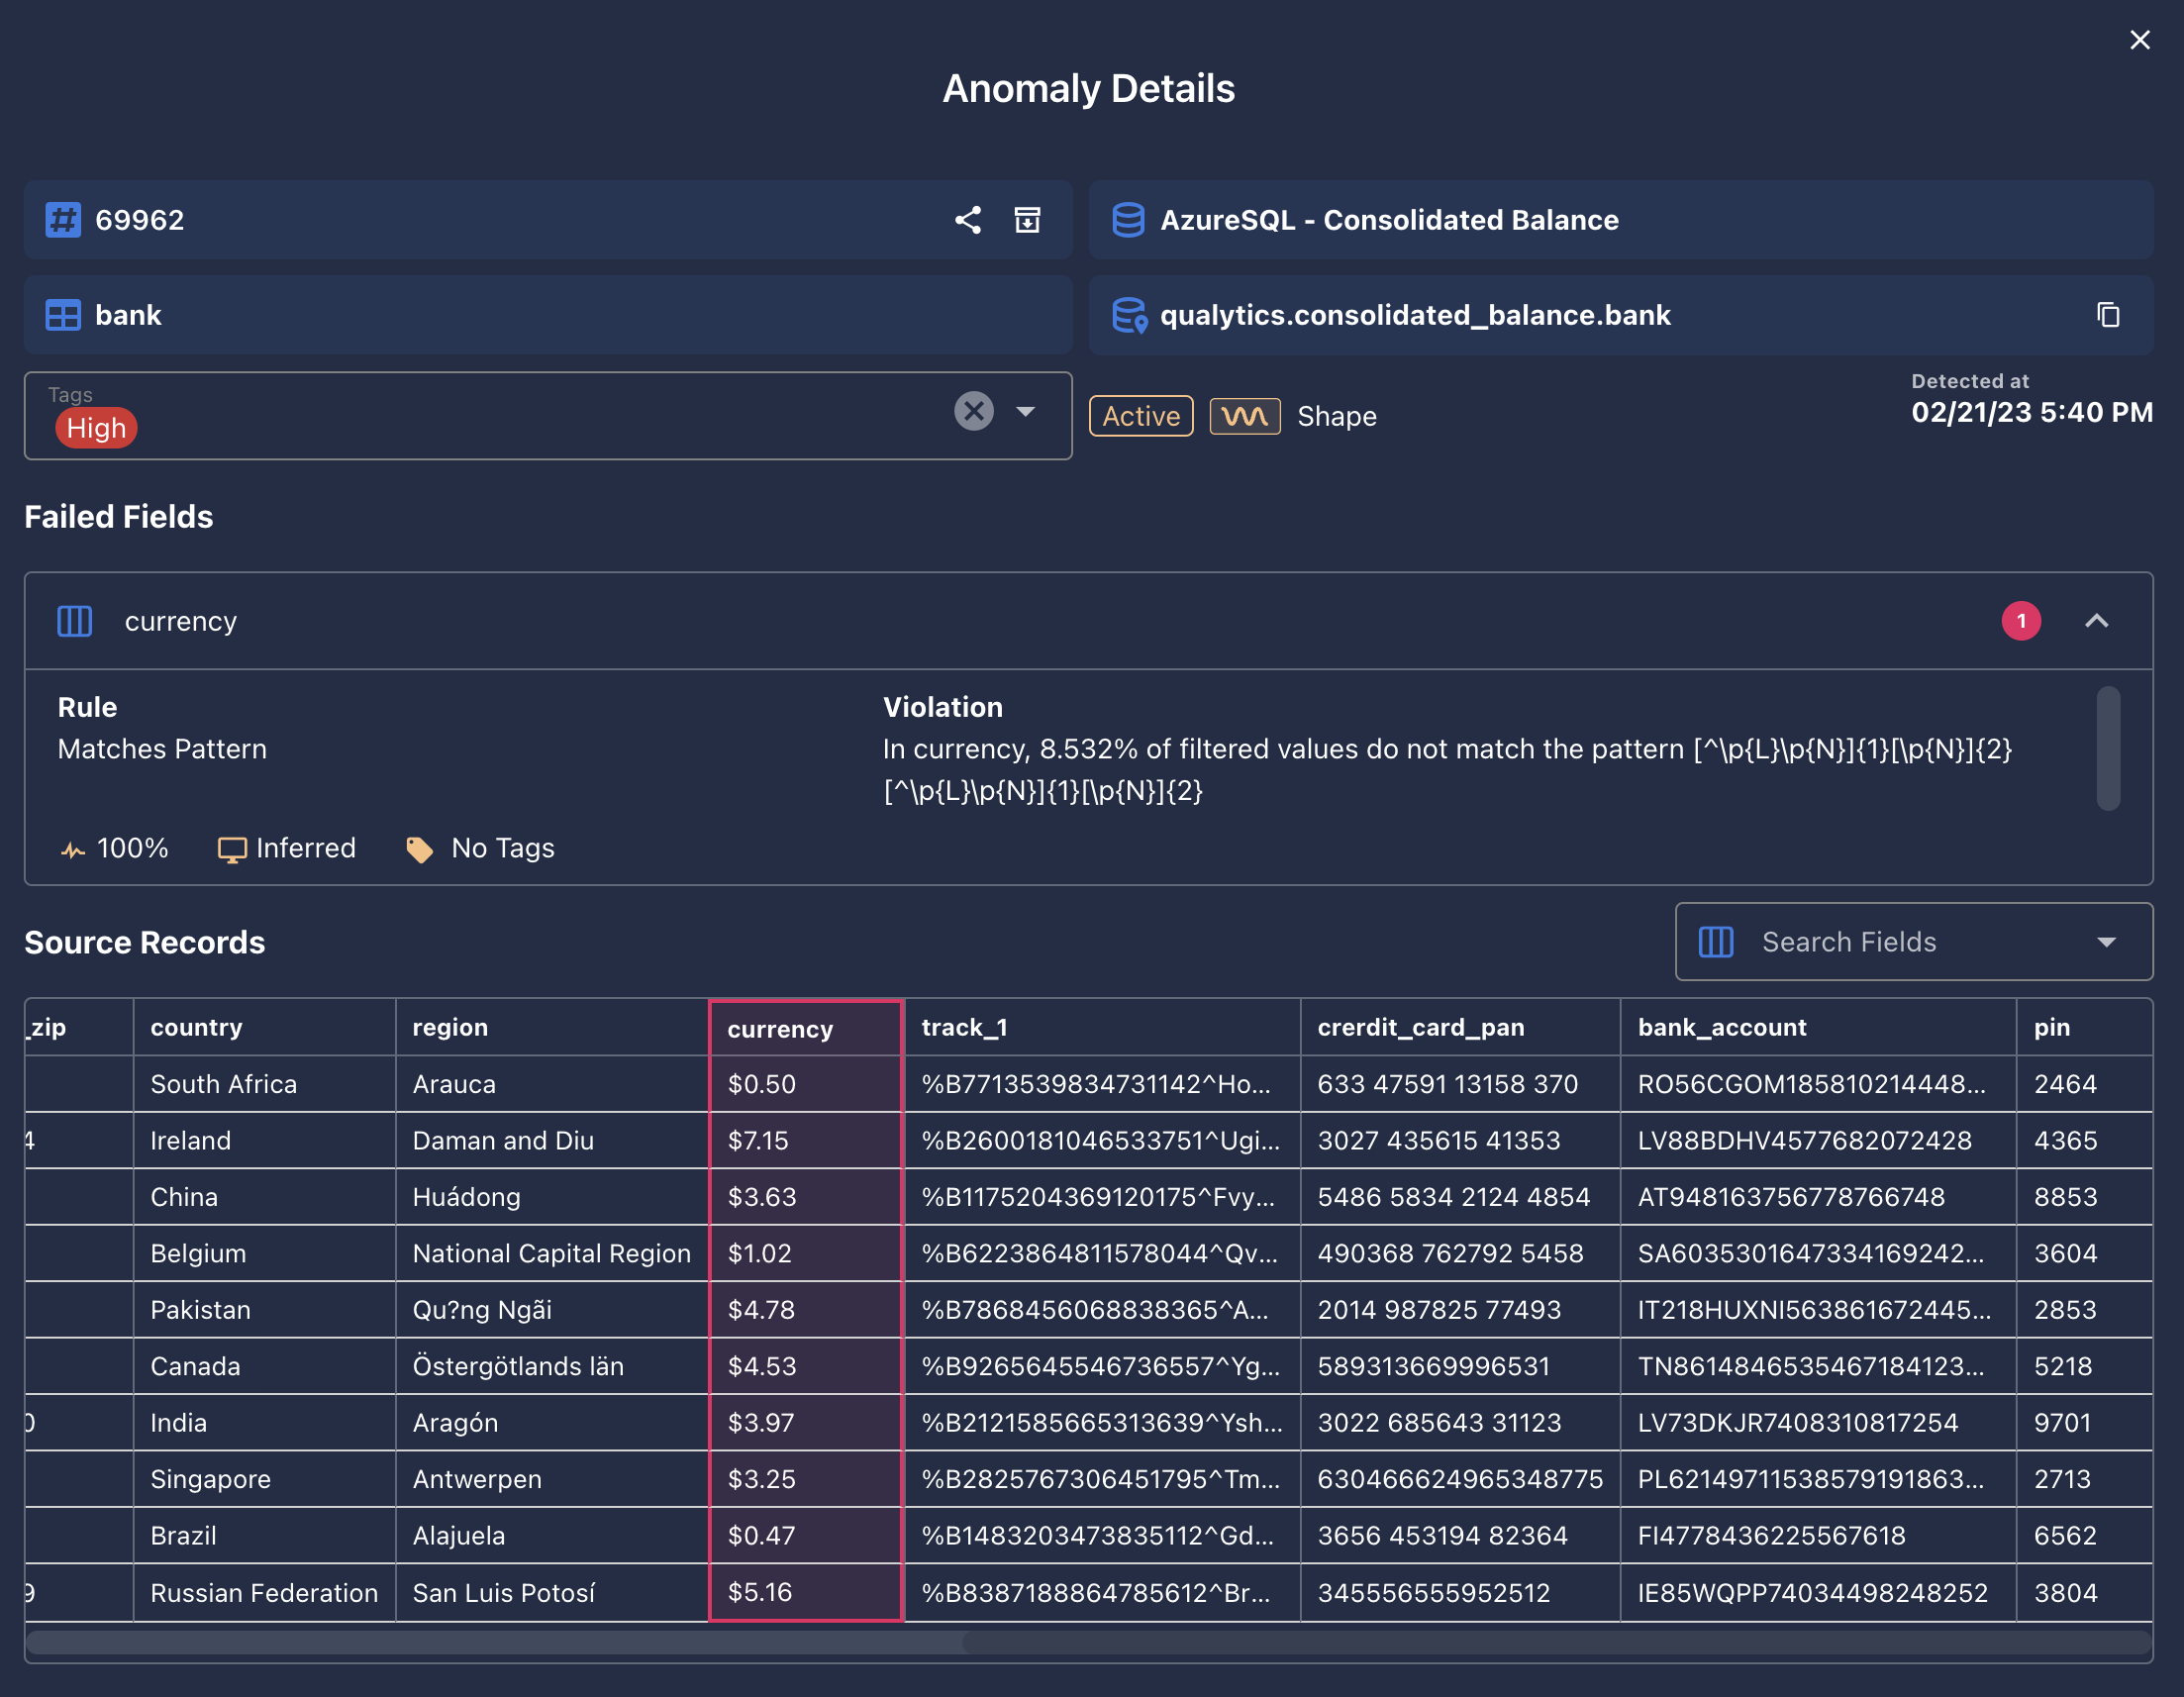 Anomaly Details
69962
AzureSQL - Consolidated Balance
bank
qualytics.consolidated_balance.bank
Tags
High
Active
Shape
Detected at
02/21/23 5:40 PM
Failed Fields
currency
1
Rule
Violation
Matches Pattern
In currency, 8.532% of filtered values do not match the pattern [^\p{L}\p{N}]{1}[\p{N}]{2}
[^\p{L}\p{N}]{1}[\p{N}]{2}
100% Inferred No Tags
Source Records
Search Fields
_zip country region currency track_1 crerdit_card_pan bank_account pin
South Africa Arauca $0.50 %B7713539834731142^Ho... 633 47591 13158 370 RO56CGOM185810214448... 2464
4 Ireland Daman and Diu $7.15 %B2600181046533751^Ugi... 3027 435615 41353 LV88BDHV4577682072428 4365
China Huádong $3.63 %B1175204369120175^Fvy... 5486 5834 2124 4854 AT948163756778766748 8853
Belgium National Capital Region $1.02 %B6223864811578044^Qv... 490368 762792 5458 SA6035301647334169242... 3604
Pakistan Qu?ng Ngãi $4.78 %B7868456068838365^A... 2014 987825 77493 IT218HUXNI563861672445... 2853
Canada Östergötlands län $4.53 %B9265645546736557^Yg... 589313669996531 TN8614846535467184123... 5218
0 India Aragón $3.97 %B2121585665313639^Ysh... 3022 685643 31123 LV73DKJR7408310817254 9701
Singapore Antwerpen $3.25 %B2825767306451795^Tm... 630466624965348775 PL62149711538579191863... 2713
Brazil Alajuela $0.47 %B1483203473835112^Gd... 3656 453194 82364 FI4778436225567618 6562
9 Russian Federation San Luis Potosí $5.16 %B8387188864785612^Br... 345556555952512 IE85WQPP74034498248252 3804